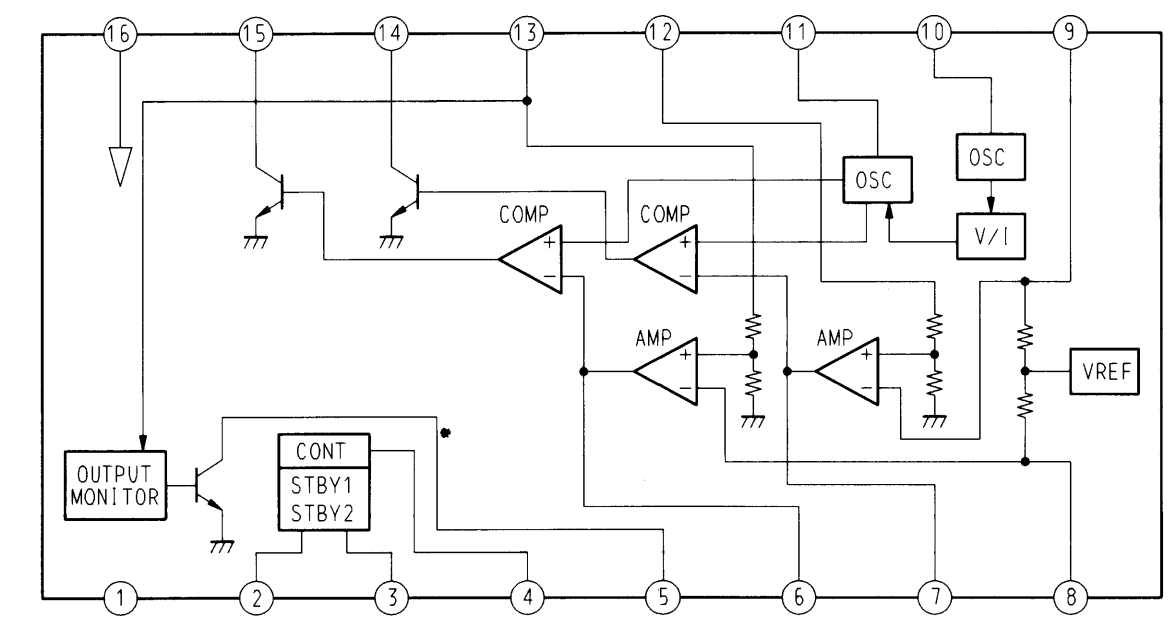 16 15 14 13 12 11 10 9
OSC
OSC
COMP COMP
V/I
+ +
− −
AMP AMP
+ +
− −
VREF
CONT
OUTPUT
MONITOR
STBY1
STBY2
1 2 3 4 5 6 7 8